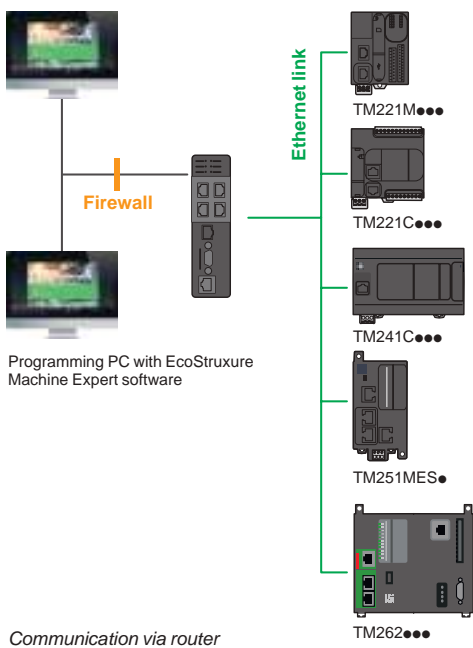 Ethernet link
TM221M●●●
Firewall
TM221C●●●
TM241C●●●
Programming PC with EcoStruxure
Machine Expert software
TM251MES●
TM262●●●
Communication via router